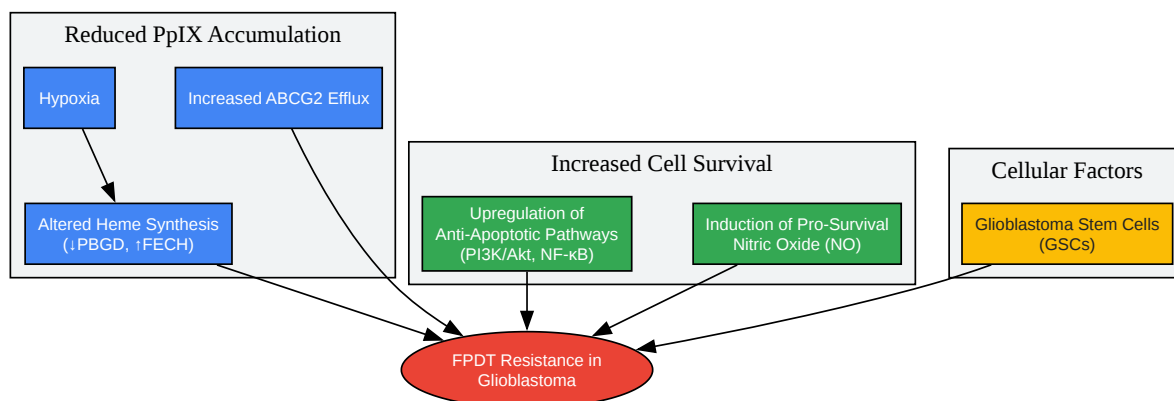 Reduced PpIX Accumulation
Hypoxia
Increased ABCG2 Efflux
Altered Heme Synthesis
(↓PBGD, ↑FECH)
Increased Cell Survival
Upregulation of
Anti-Apoptotic Pathways
(PI3K/Akt, NF-κB)
Induction of Pro-Survival
Nitric Oxide (NO)
Cellular Factors
Glioblastoma Stem Cells
(GSCs)
FPDT Resistance in
Glioblastoma